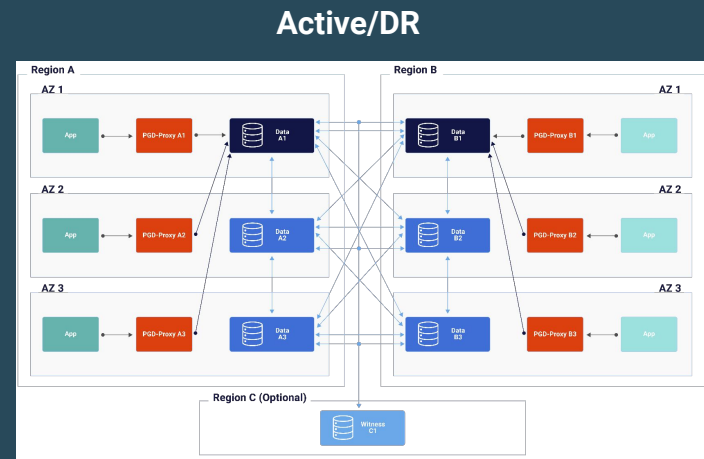 Active/DR
Region A
Region B
AZ 1
AZ 1
App
PGD-Proxy A1
Data
A1
Data
B1
PGD-Proxy B1
App
AZ 2
AZ 2
App
PGD-Proxy A2
Data
A2
Data
B2
PGD-Proxy B2
App
AZ 3
AZ 3
App
PGD-Proxy A3
Data
A3
Data
B3
PGD-Proxy B3
App
Region C (Optional)
Witness
C1